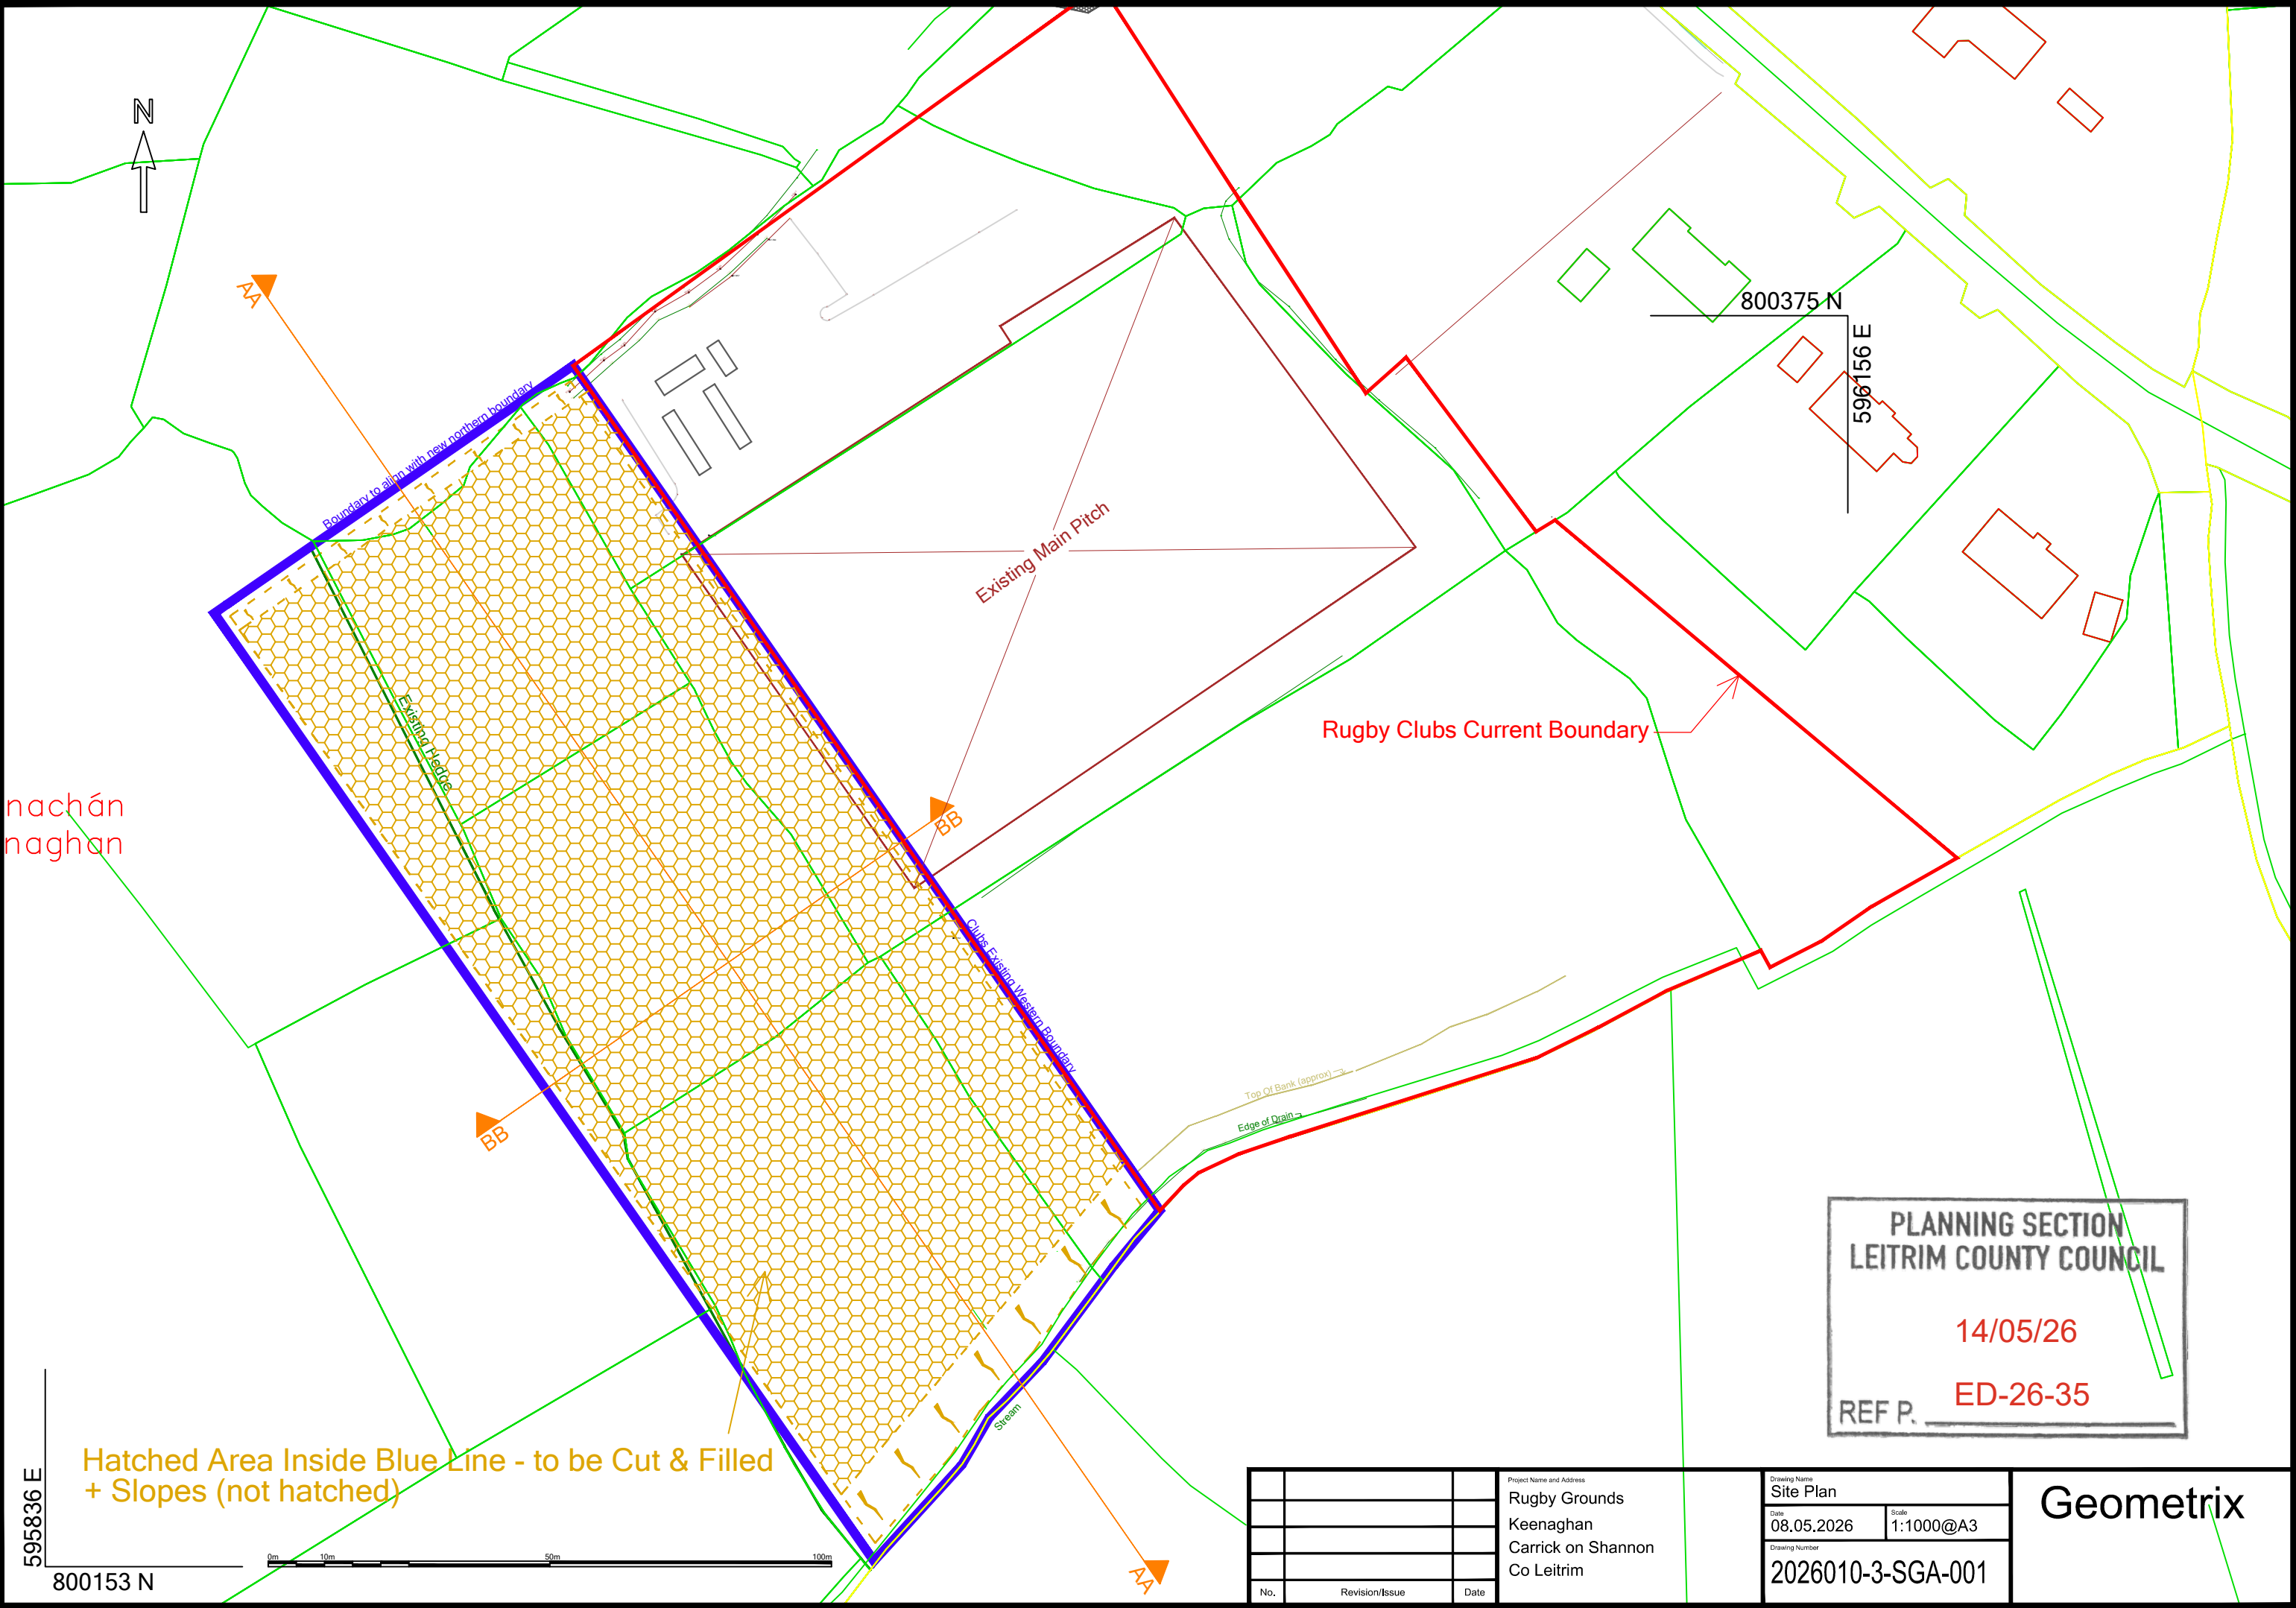 N
AA
Boundary to align with new northern boundary
800375 N
596156 E
Existing Main Pitch
Existing Hedge
Rugby Clubs Current Boundary
nachán
naghan
BB
BB
Clubs Existing Western Boundary
Top Of Bank (approx)
Edge of Drain
Stream
Hatched Area Inside Blue Line - to be Cut & Filled
+ Slopes (not hatched)
595836 E
800153 N
0m 10m 50m 100m
AA
PLANNING SECTION
LEITRIM COUNTY COUNCIL
14/05/26
ED-26-35
REF P.
No. Revision/Issue Date
Project Name and Address
Rugby Grounds
Keenaghan
Carrick on Shannon
Co Leitrim
Drawing Name
Site Plan
Date
08.05.2026
Scale
1:1000@A3
Drawing Number
2026010-3-SGA-001
Geometrix